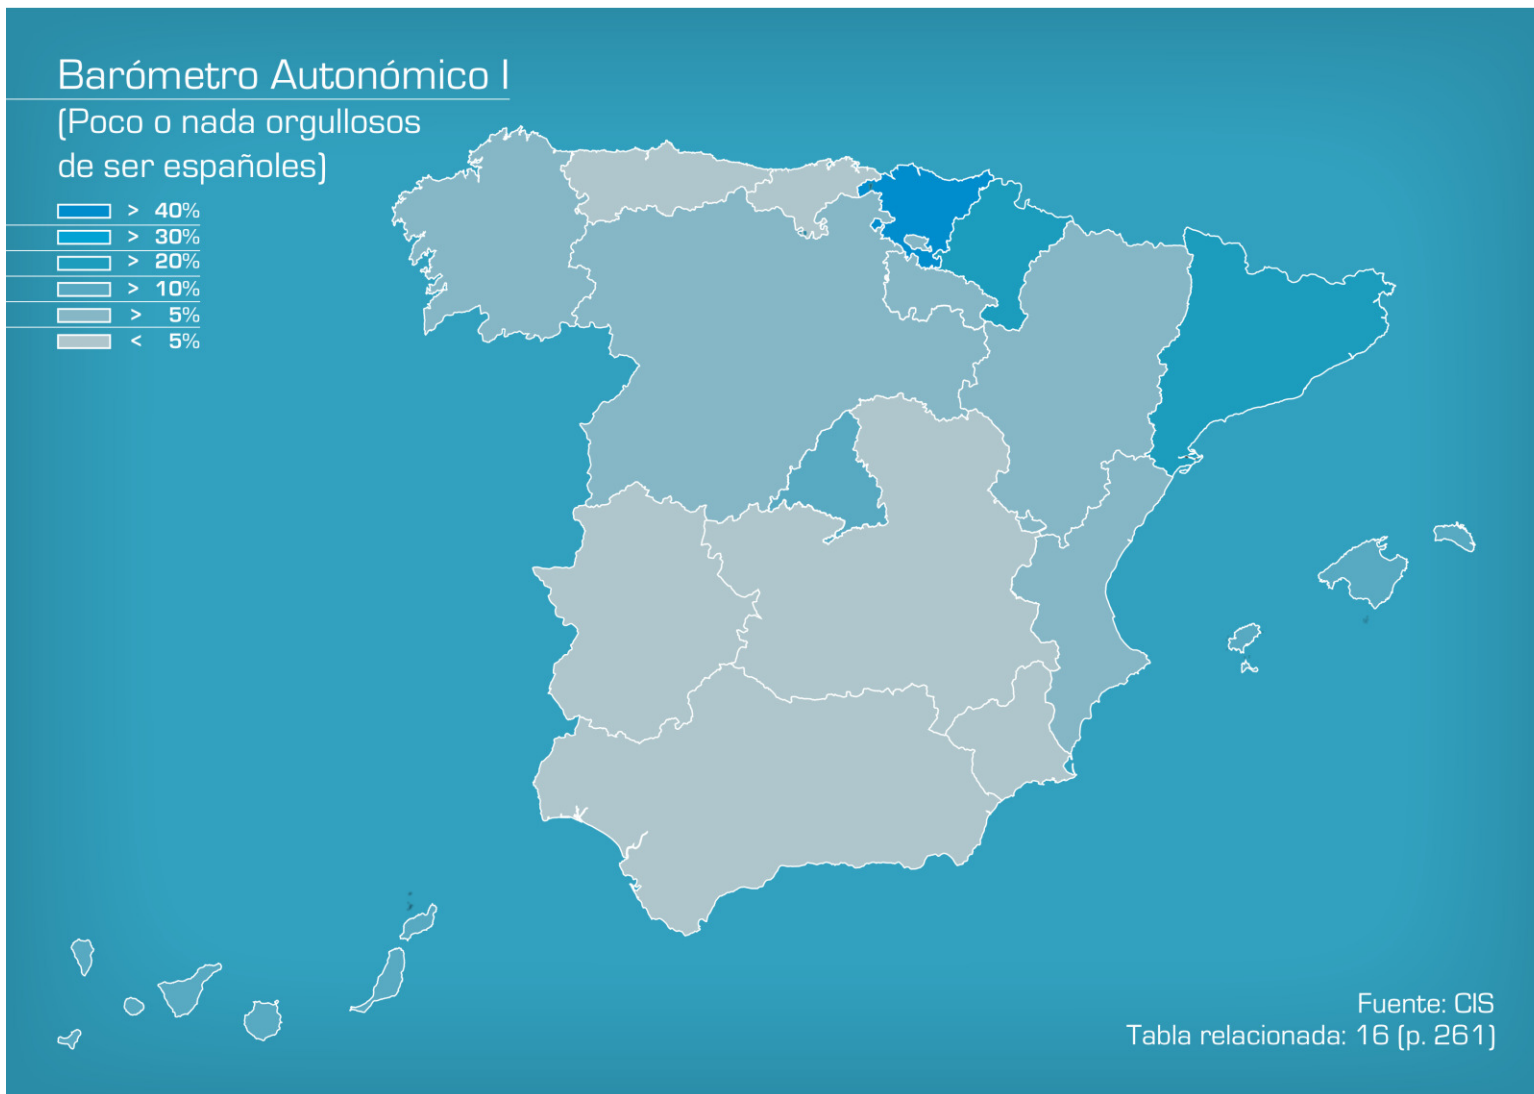 Barómetro Autonómico I
(Poco o nada orgullosos
de ser españoles)
> 40%
> 30%
> 20%
> 10%
> 5%
< 5%
Fuente: CIS
Tabla relacionada: 16 (p. 261)